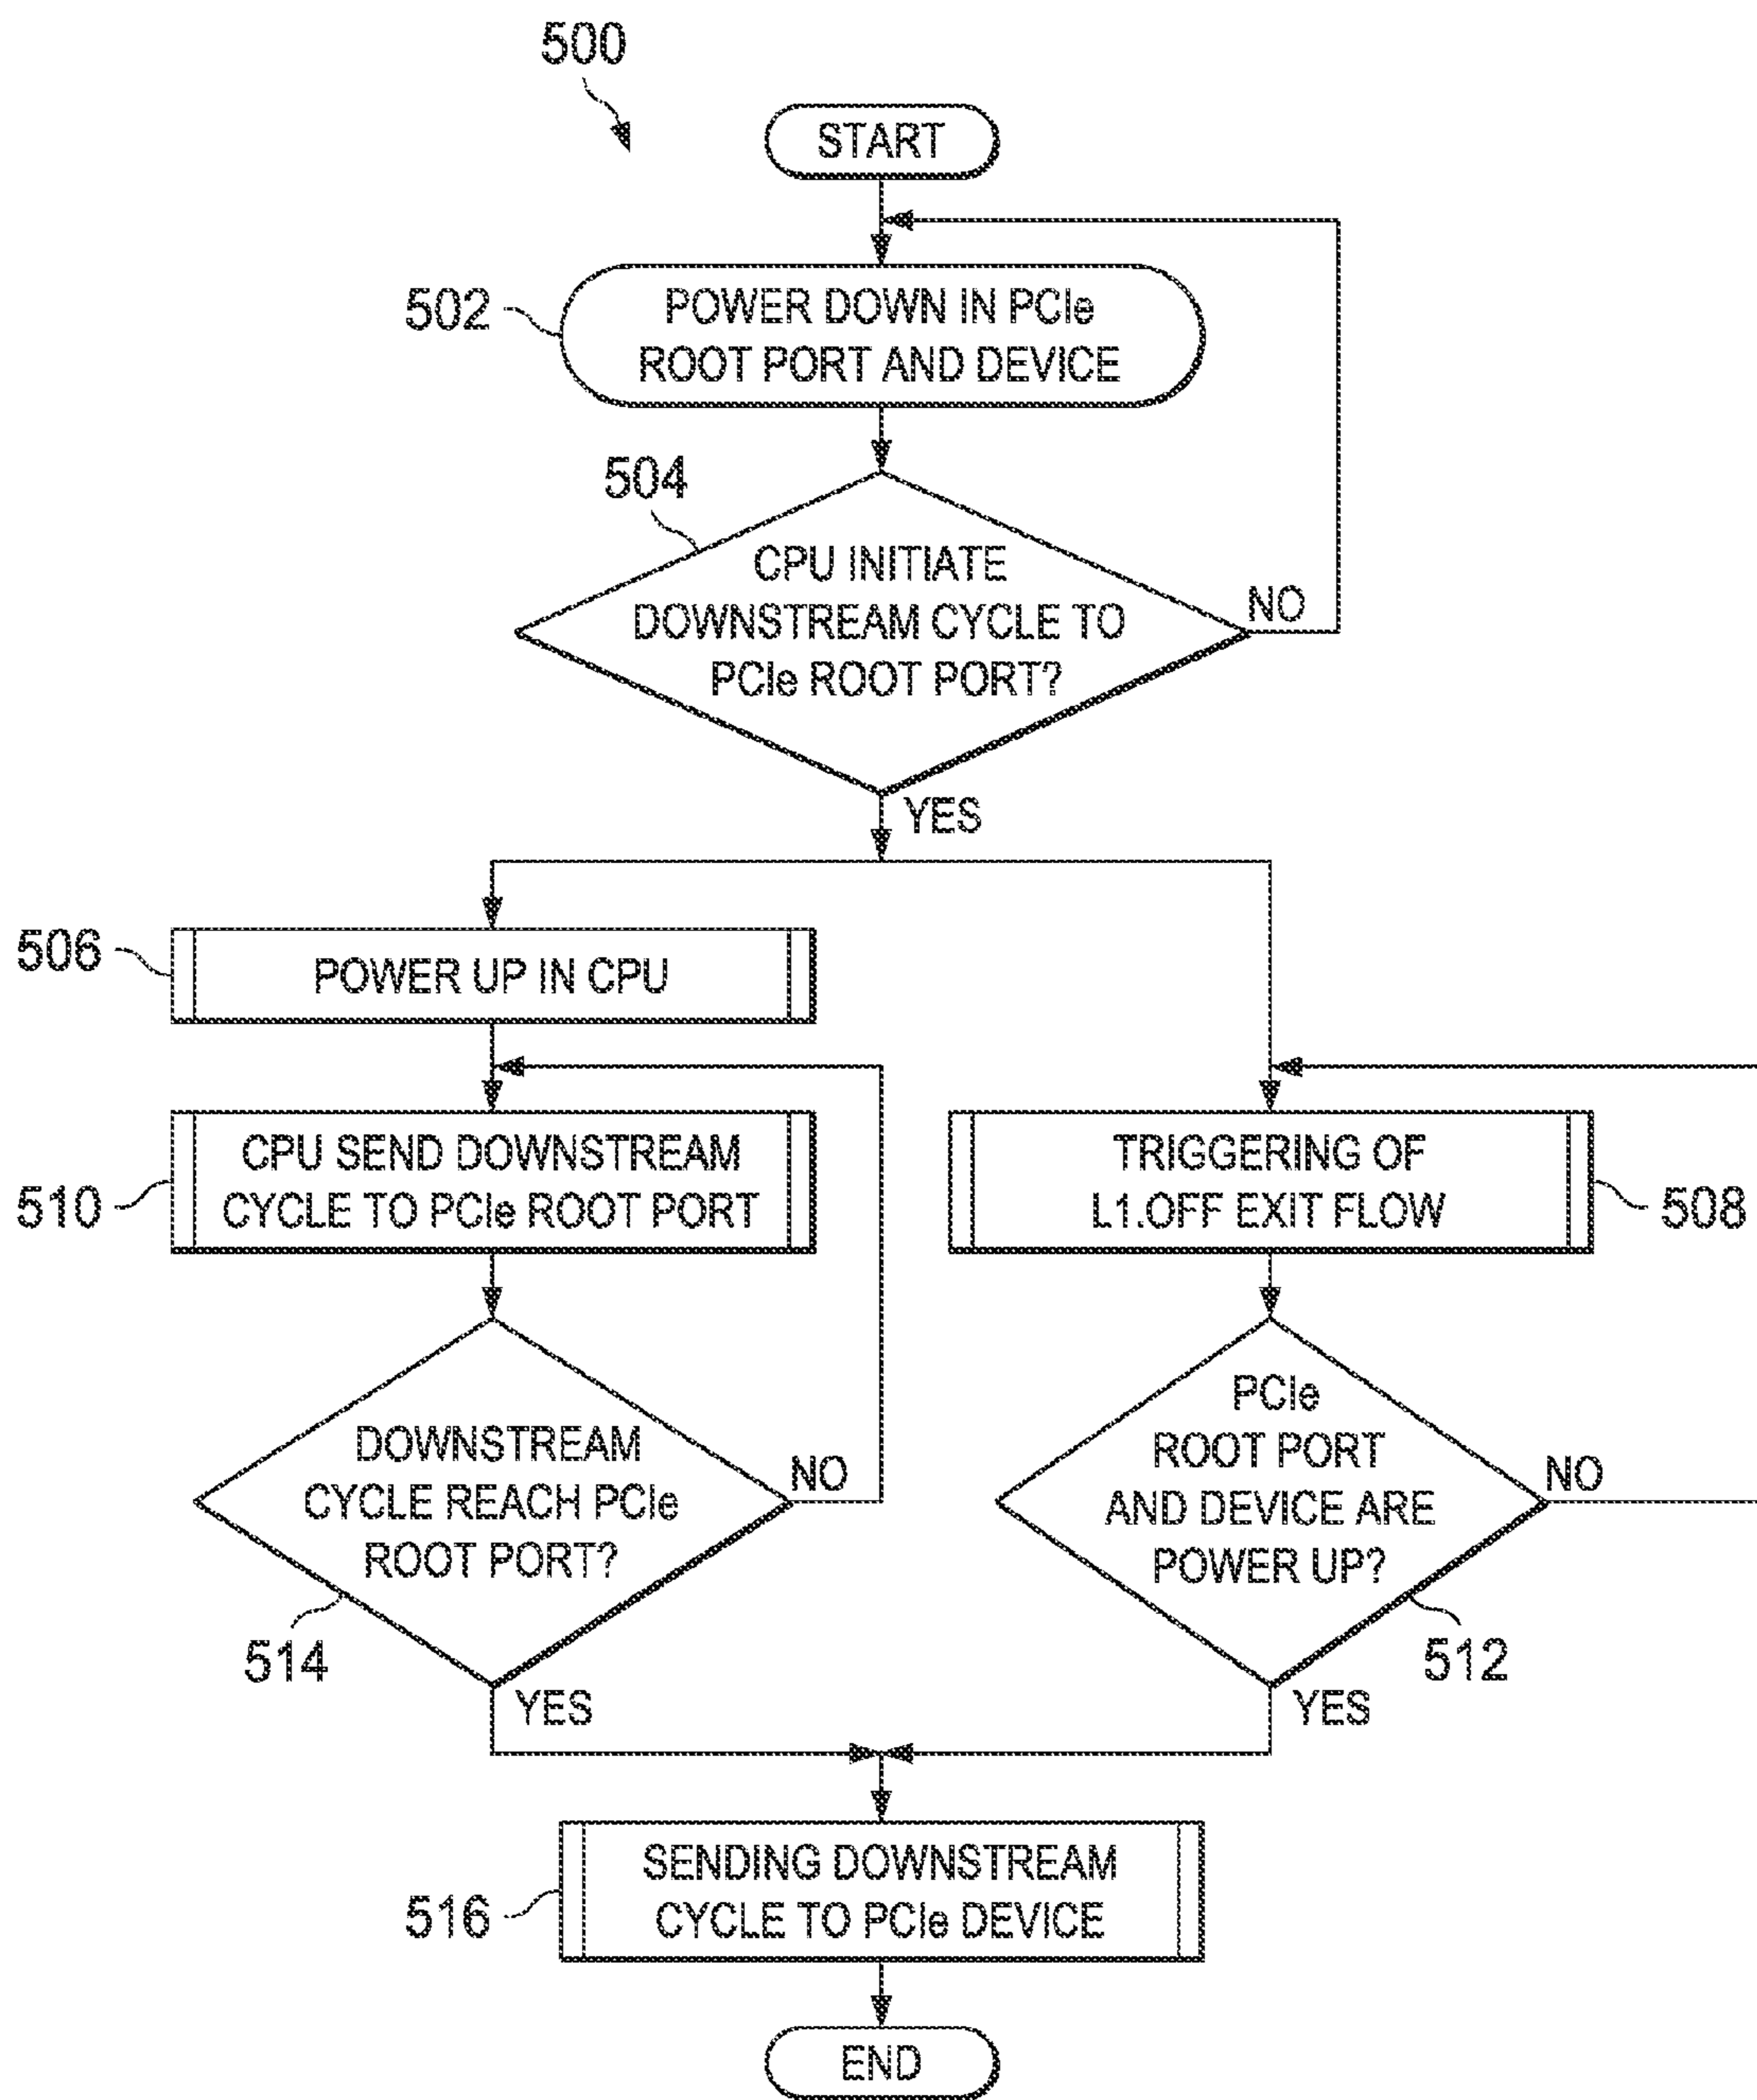 500
START
502
POWER DOWN IN PCIe
ROOT PORT AND DEVICE
504
CPU INITIATE
DOWNSTREAM CYCLE TO
PCIe ROOT PORT?
NO
YES
506
POWER UP IN CPU
510
CPU SEND DOWNSTREAM
CYCLE TO PCIe ROOT PORT
TRIGGERING OF
L1.OFF EXIT FLOW
508
DOWNSTREAM
CYCLE REACH PCIe
ROOT PORT?
NO
514
YES
PCIe
ROOT PORT
AND DEVICE ARE
POWER UP?
NO
512
YES
516
SENDING DOWNSTREAM
CYCLE TO PCIe DEVICE
END